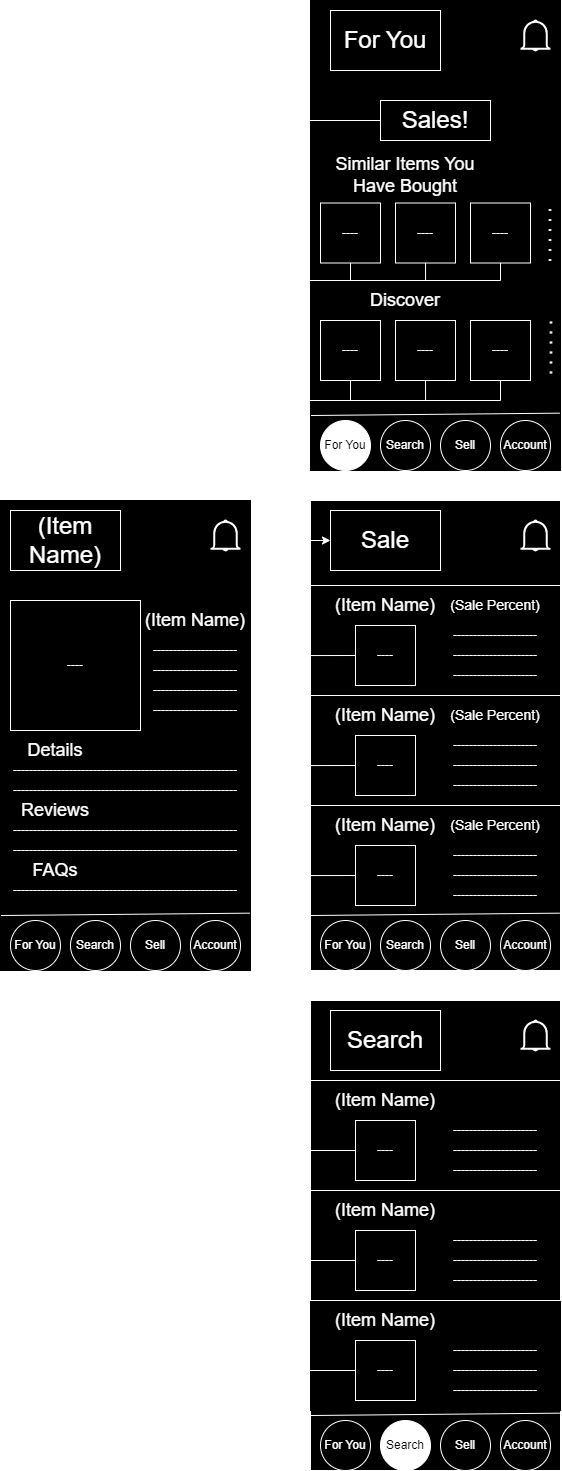 For You
Sales!
Similar Items You
Have Bought
---- ---- ----
Discover
---- ---- ----
For You Search Sell Account
(Item
Name)
----
(Item Name)
Details
Reviews
FAQs
For You Search Sell Account
Sale
(Item Name) (Sale Percent)
----
(Item Name) (Sale Percent)
----
(Item Name) (Sale Percent)
----
For You Search Sell Account
Search
(Item Name)
----
(Item Name)
----
(Item Name)
----
For You Search Sell Account